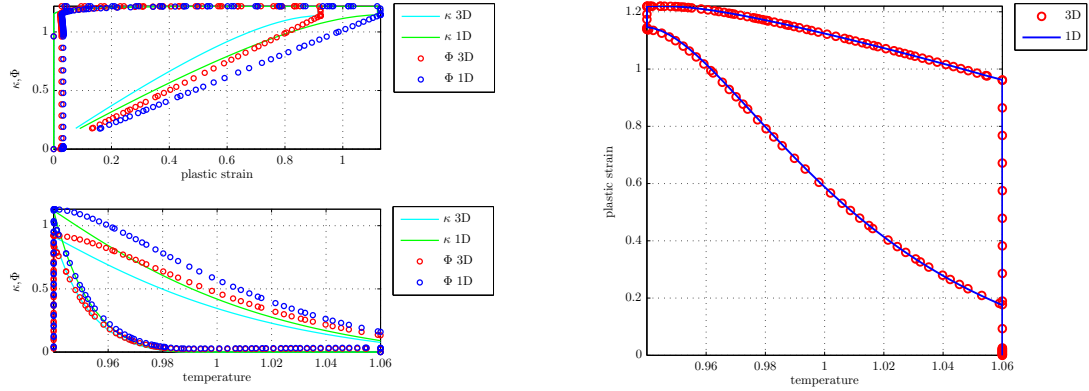 κ,Φ
1
0.5
0
0
0.2
0.4
0.6
0.8
1
plastic strain
κ 3D
κ 1D
Φ 3D
Φ 1D
κ,Φ
1
0.5
0
0.96
0.98
1
1.02
1.04
1.06
temperature
κ 3D
κ 1D
Φ 3D
Φ 1D
plastic strain
1.2
1
0.8
0.6
0.4
0.2
0
0.96
0.98
1
1.02
1.04
1.06
temperature
3D
1D